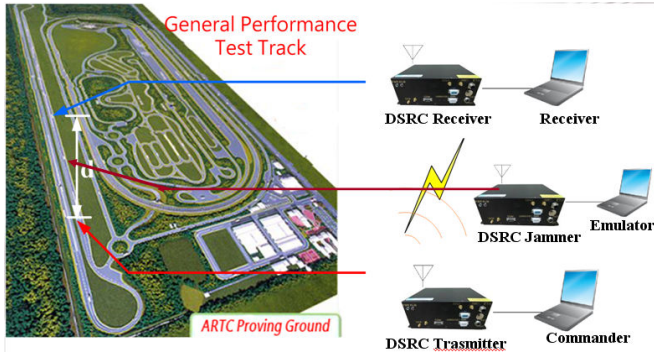 General Performance
Test Track
DSRC Receiver
Receiver
d
DSRC Jammer
Emulator
ARTC Proving Ground
DSRC Trasmitter
Commander